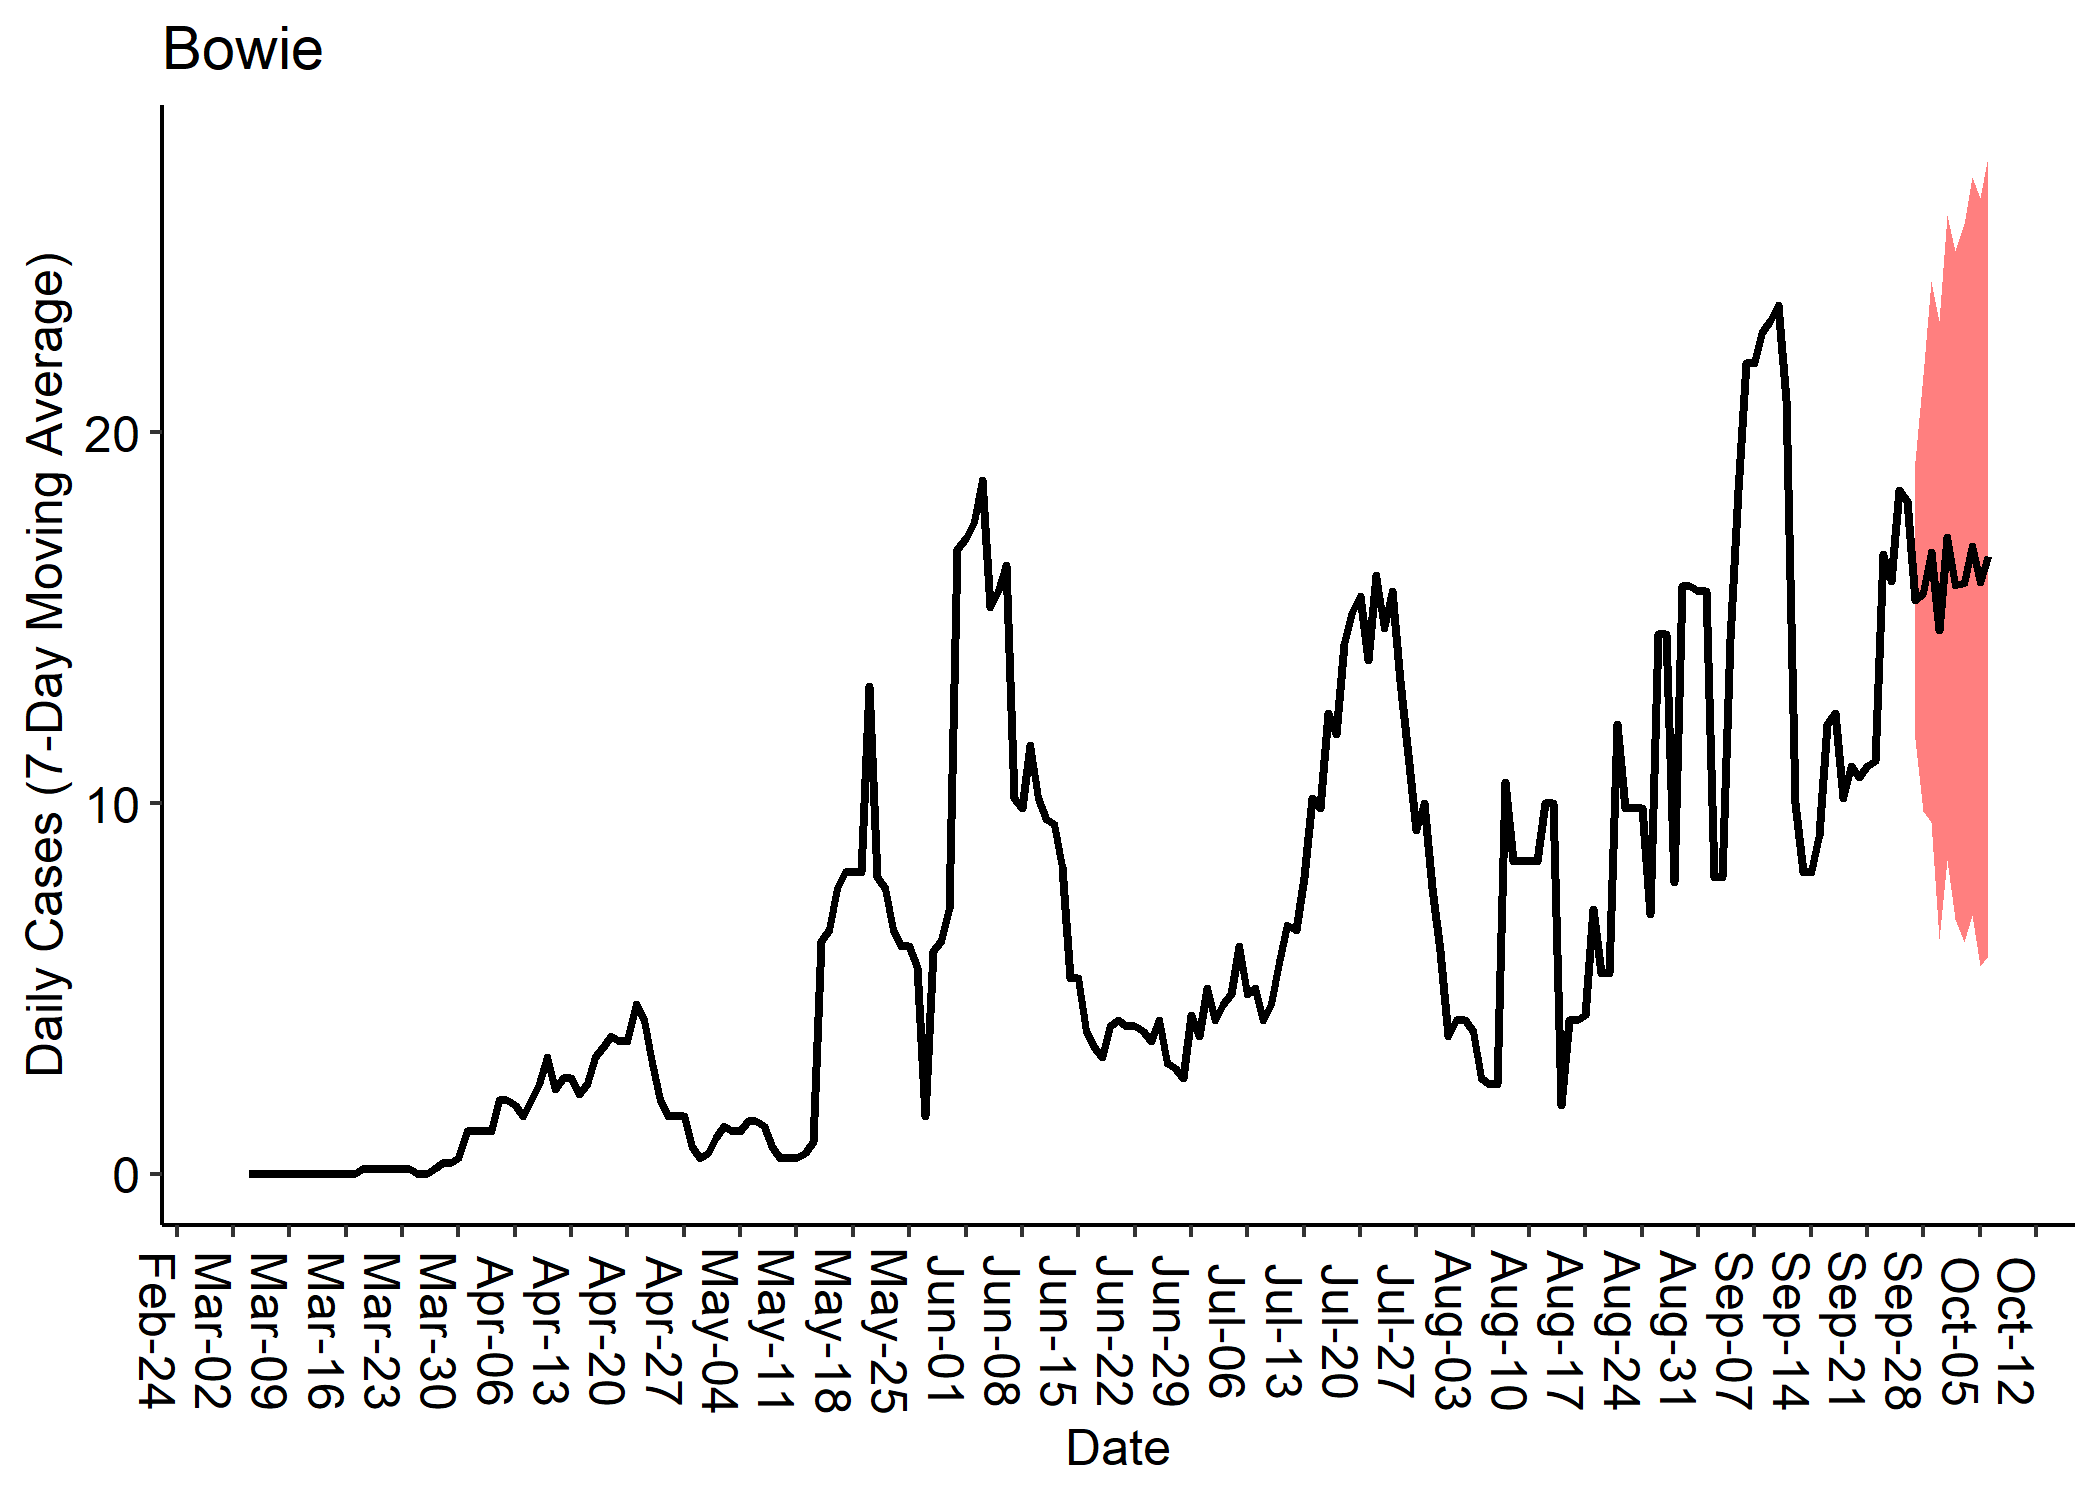 Bowie
Daily Cases (7-Day Moving Average)
20
10
0
Feb-24
Mar-02
Mar-09
Mar-16
Mar-23
Mar-30
Apr-06
Apr-13
Apr-20
Apr-27
May-04
May-11
May-18
May-25
Jun-01
Jun-08
Jun-15
Jun-22
Jun-29
Jul-06
Jul-13
Jul-20
Jul-27
Aug-03
Aug-10
Aug-17
Aug-24
Aug-31
Sep-07
Sep-14
Sep-21
Sep-28
Oct-05
Oct-12
Date